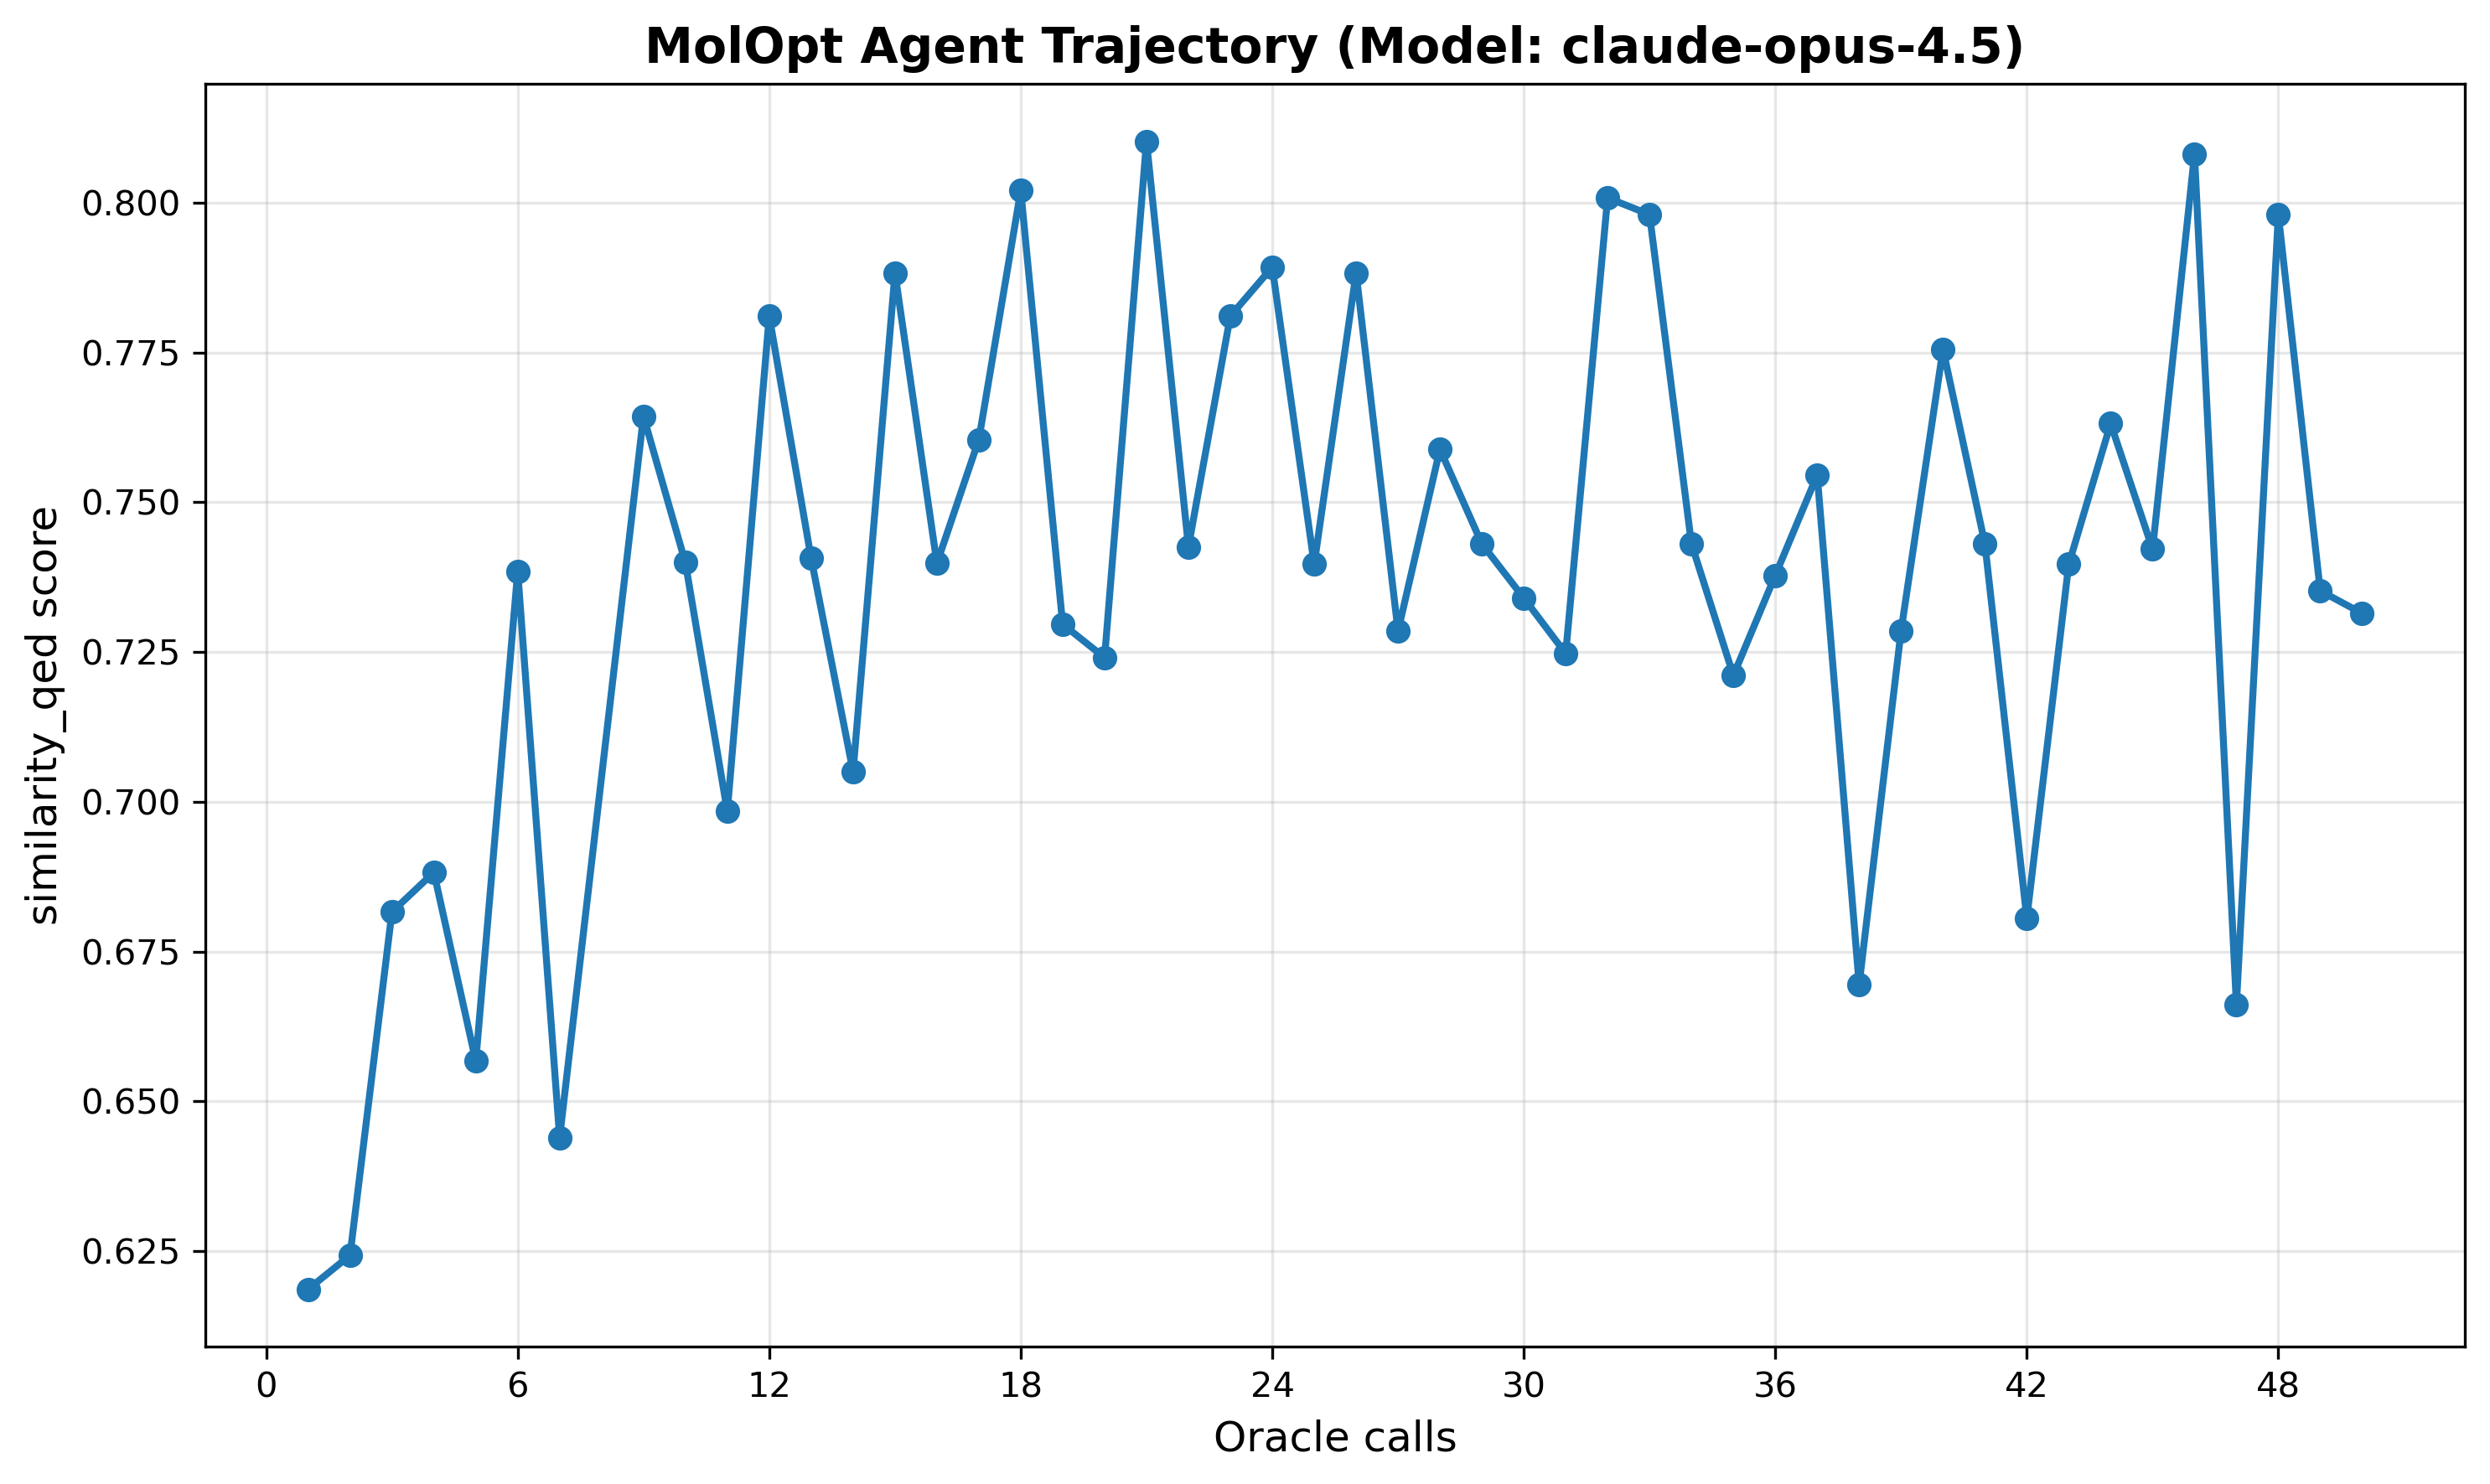 MolOpt Agent Trajectory (Model: claude-opus-4.5)
similarity_qed score
0.800
0.775
0.750
0.725
0.700
0.675
0.650
0.625
0 6 12 18 24 30 36 42 48
Oracle calls